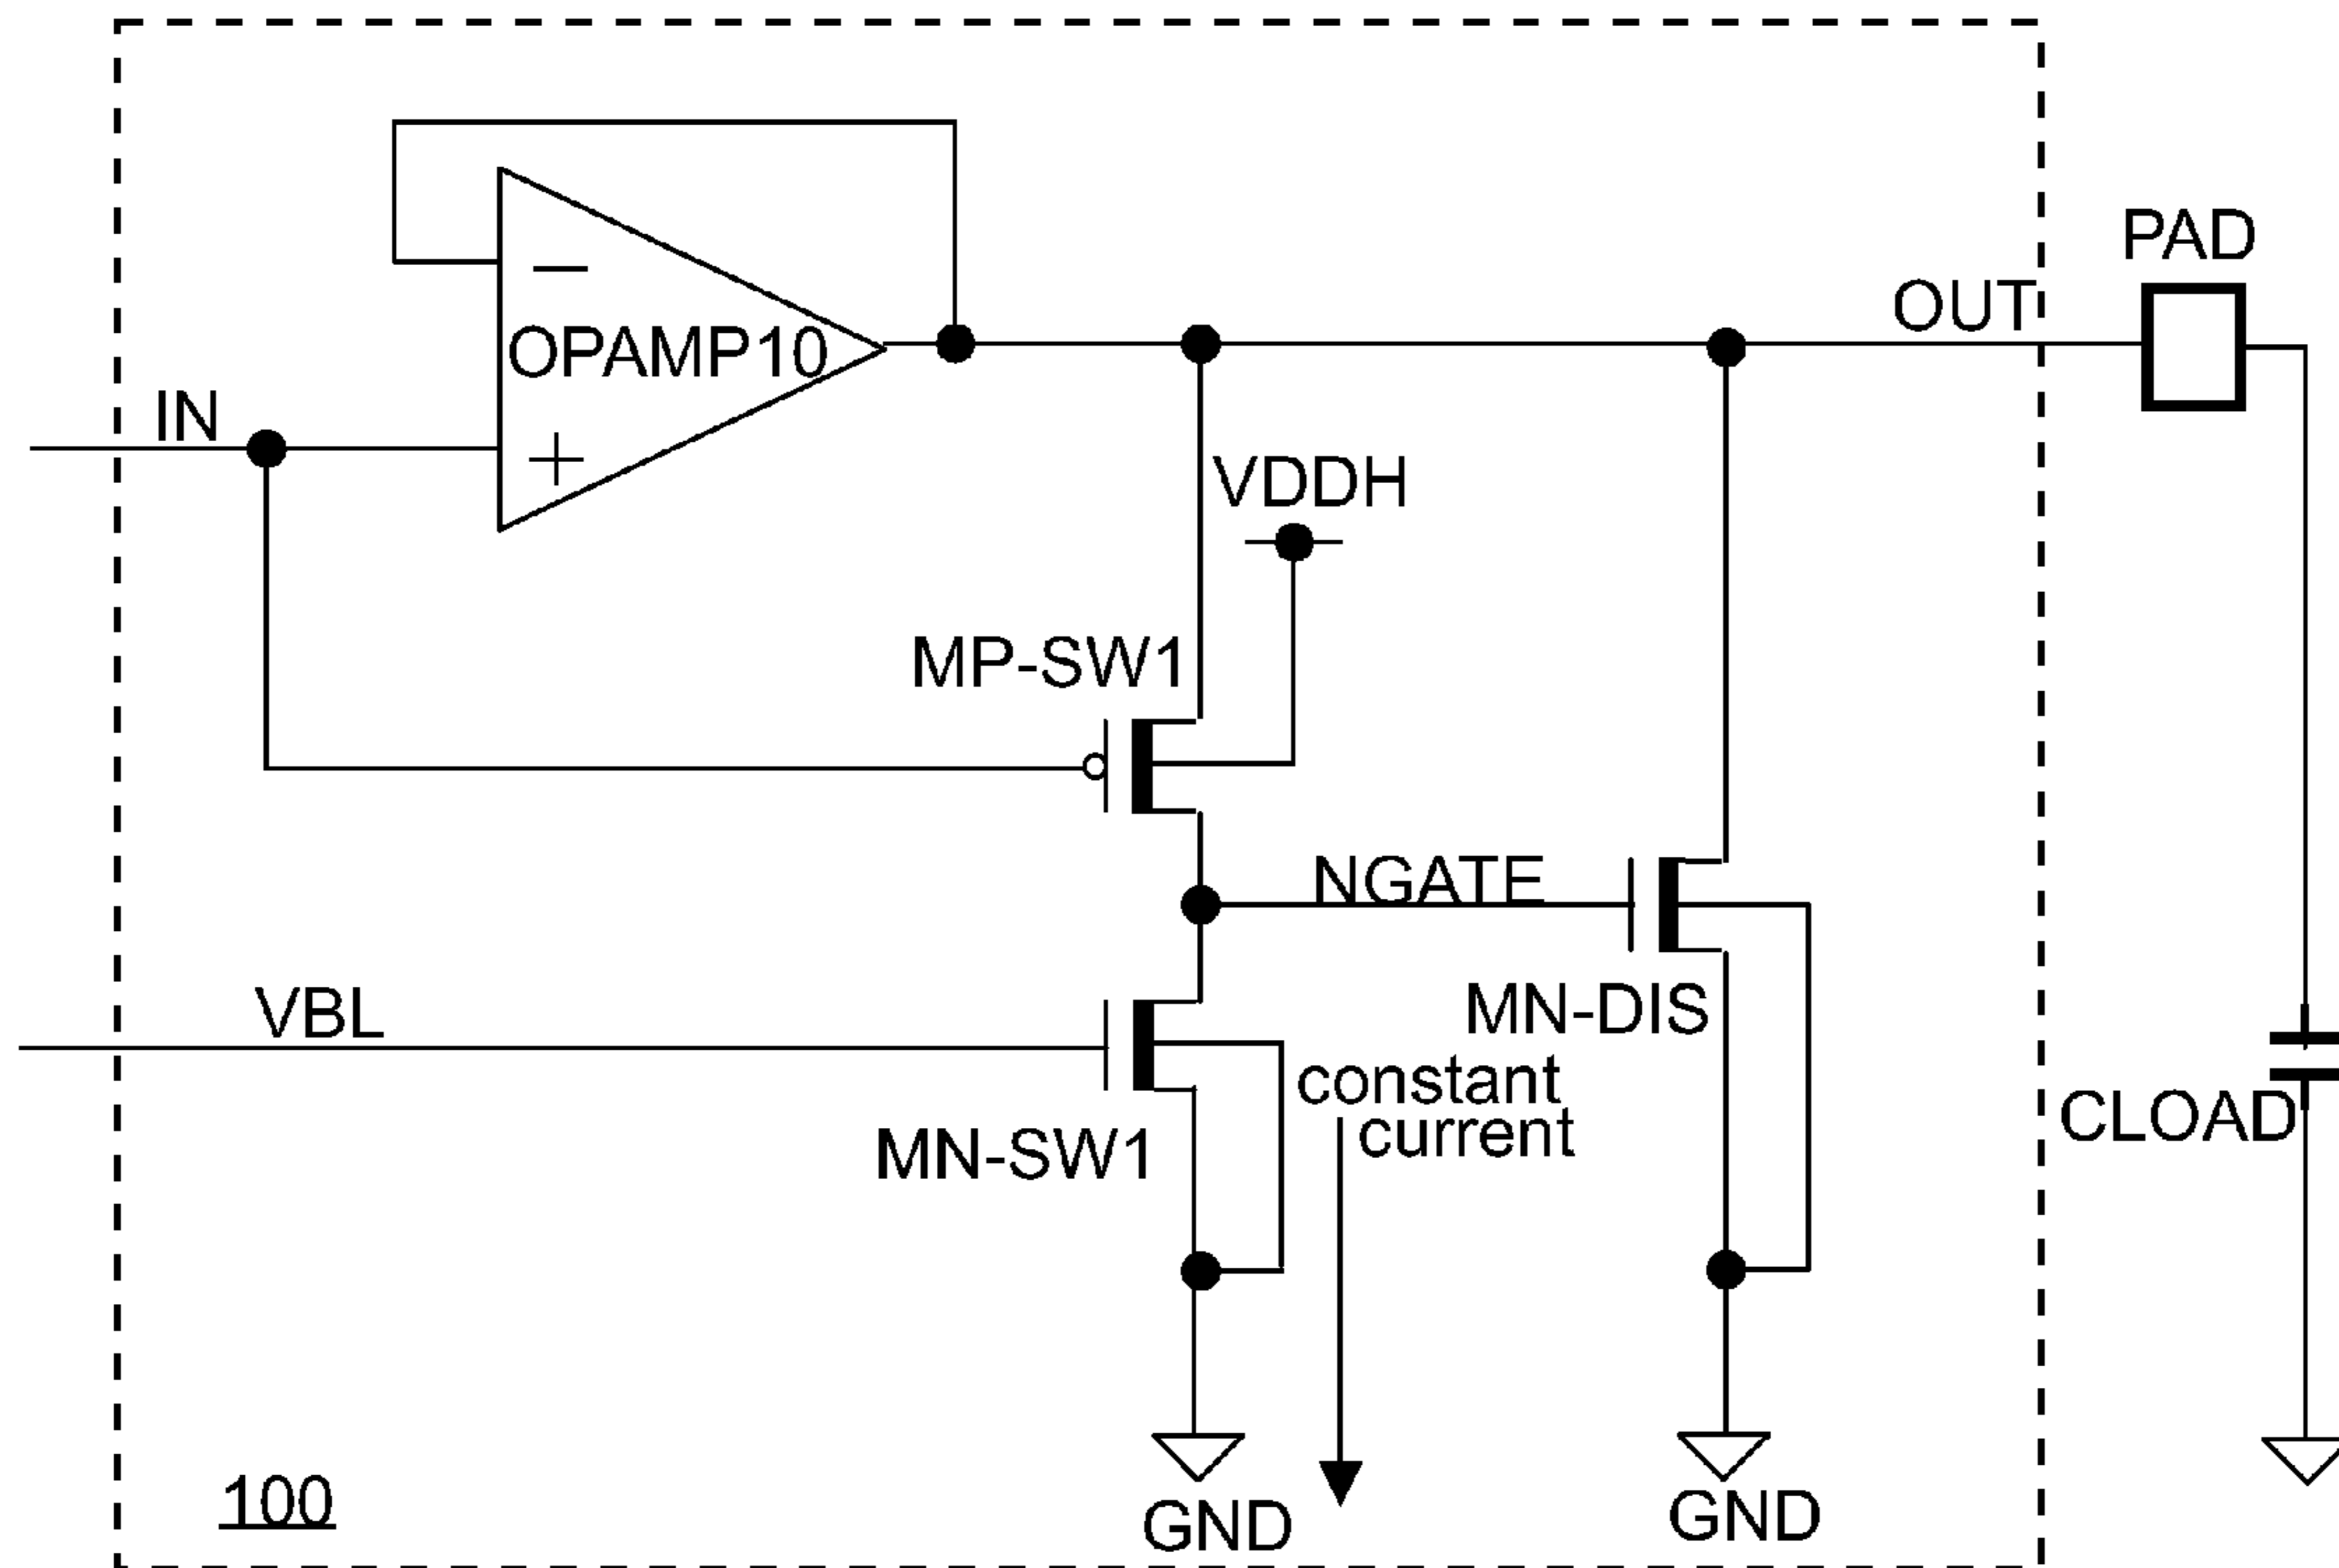 PAD
OUT
OPAMP10
IN
VDDH
MP-SW1
NGATE
VBL
MN-DIS
constant
current
CLOAD
MN-SW1
100
GND
GND